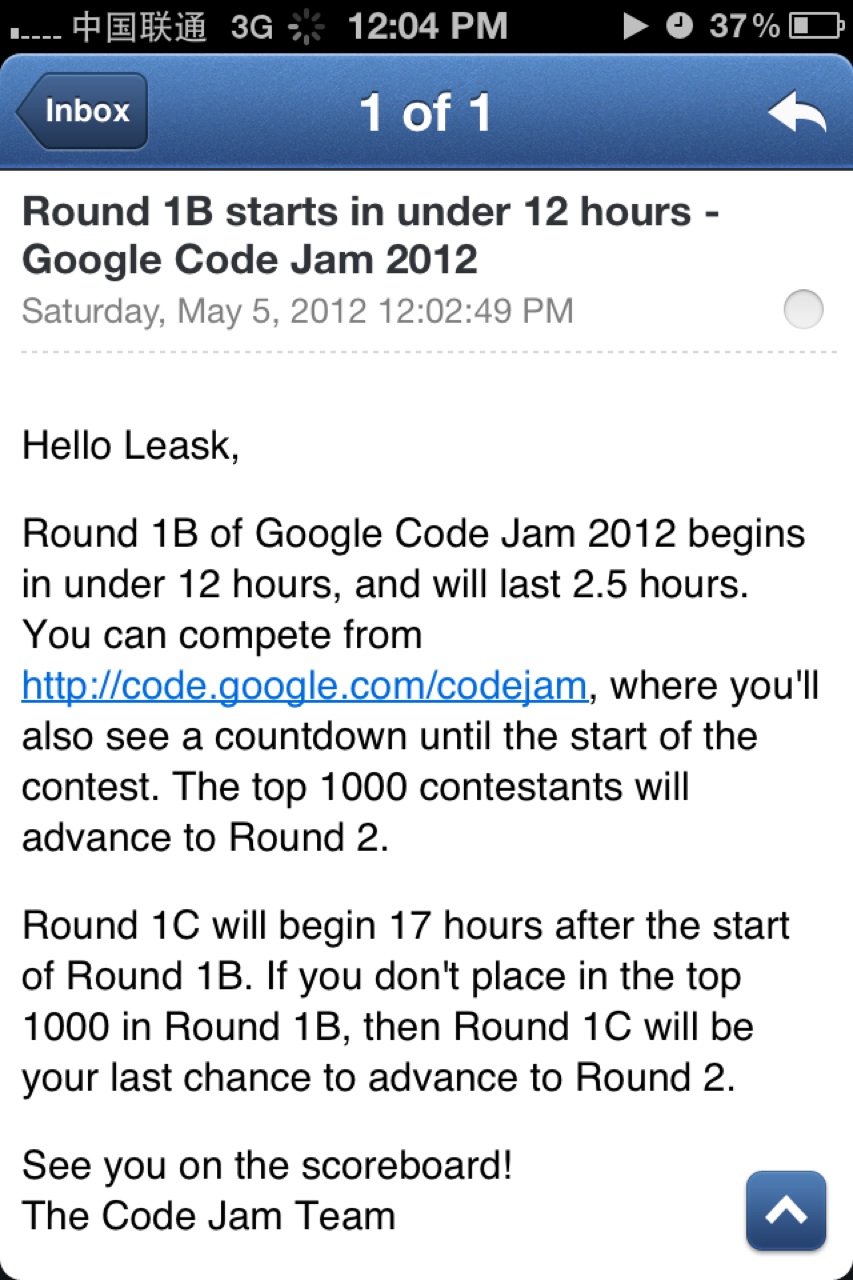 中国联通 3G 12:04 PM 37%
Inbox 1 of 1
Round 1B starts in under 12 hours -
Google Code Jam 2012
Saturday, May 5, 2012 12:02:49 PM
Hello Leask,
Round 1B of Google Code Jam 2012 begins
in under 12 hours, and will last 2.5 hours.
You can compete from
http://code.google.com/codejam, where you'll
also see a countdown until the start of the
contest. The top 1000 contestants will
advance to Round 2.
Round 1C will begin 17 hours after the start
of Round 1B. If you don't place in the top
1000 in Round 1B, then Round 1C will be
your last chance to advance to Round 2.
See you on the scoreboard!
The Code Jam Team